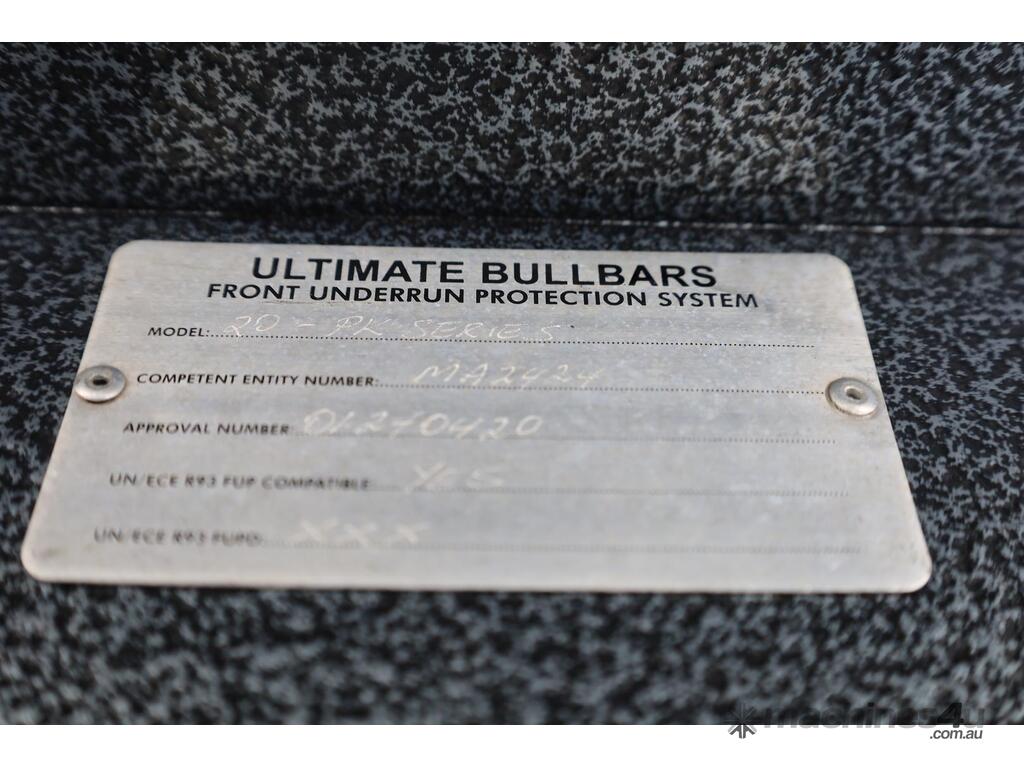 ULTIMATE BULLBARS
FRONT UNDERRUN PROTECTION SYSTEM
MODEL: 20 - PK SERIES
COMPETENT ENTITY NUMBER: MA2424
APPROVAL NUMBER:
UN/ECE R93 FUP COMPATIBLE: Yes
UN/ECE R93 FUPD: XXX
machines4u
.com.au